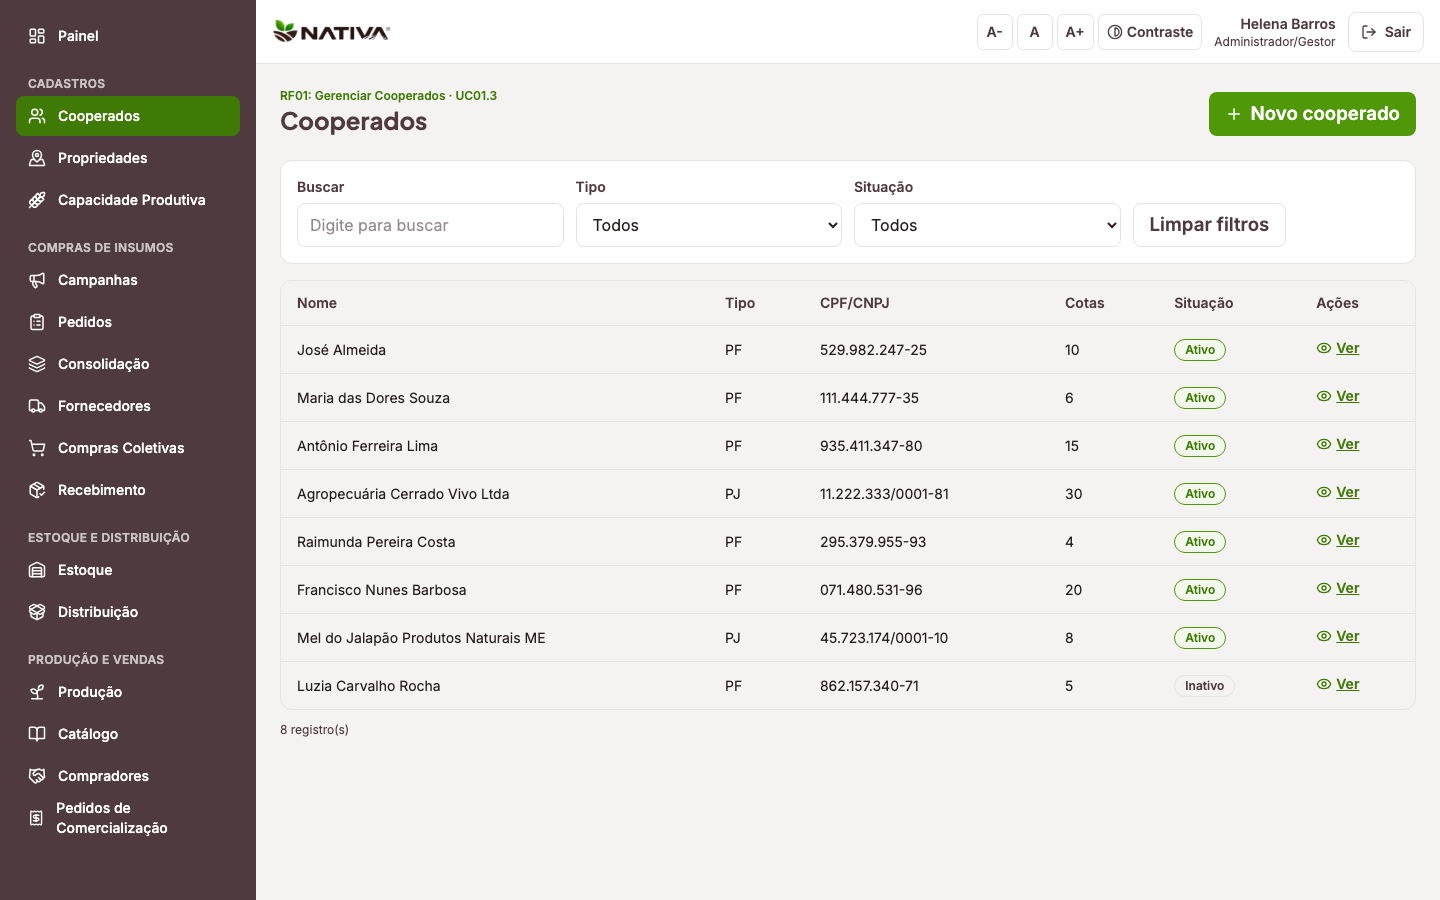 NATIVA
A-
A
A+
Contraste
Helena Barros
Administrador/Gestor
Sair
Painel
CADASTROS
Cooperados
Propriedades
Capacidade Produtiva
COMPRAS DE INSUMOS
Campanhas
Pedidos
Consolidação
Fornecedores
Compras Coletivas
Recebimento
ESTOQUE E DISTRIBUIÇÃO
Estoque
Distribuição
PRODUÇÃO E VENDAS
Produção
Catálogo
Compradores
Pedidos de
Comercialização
RF01: Gerenciar Cooperados · UC01.3
Cooperados
+ Novo cooperado
Buscar
Digite para buscar
Tipo
Todos
Situação
Todos
Limpar filtros
Nome Tipo CPF/CNPJ Cotas Situação Ações
José Almeida PF 529.982.247-25 10 Ativo Ver
Maria das Dores Souza PF 111.444.777-35 6 Ativo Ver
Antônio Ferreira Lima PF 935.411.347-80 15 Ativo Ver
Agropecuária Cerrado Vivo Ltda PJ 11.222.333/0001-81 30 Ativo Ver
Raimunda Pereira Costa PF 295.379.955-93 4 Ativo Ver
Francisco Nunes Barbosa PF 071.480.531-96 20 Ativo Ver
Mel do Jalapão Produtos Naturais ME PJ 45.723.174/0001-10 8 Ativo Ver
Luzia Carvalho Rocha PF 862.157.340-71 5 Inativo Ver
8 registro(s)